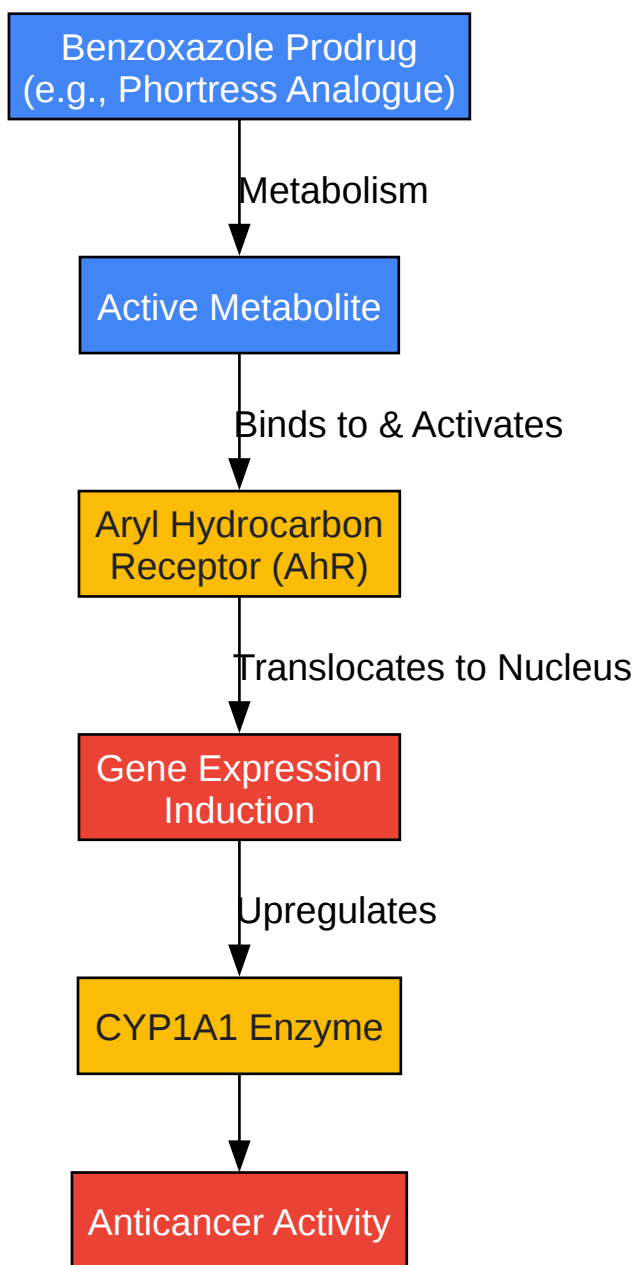 Benzoxazole Prodrug
(e.g., Phortress Analogue)
Metabolism
Active Metabolite
Binds to & Activates
Aryl Hydrocarbon
Receptor (AhR)
Translocates to Nucleus
Gene Expression
Induction
Upregulates
CYP1A1 Enzyme
Anticancer Activity